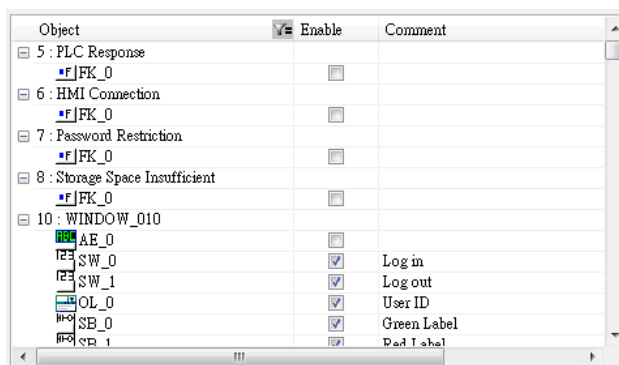 Object Enable Comment
5 : PLC Response
FK_0
6 : HMI Connection
FK_0
7 : Password Restriction
FK_0
8 : Storage Space Insufficient
FK_0
10 : WINDOW_010
AE_0
SW_0 Log in
SW_1 Log out
OL_0 User ID
SB_0 Green Label
SB_1 Red Label